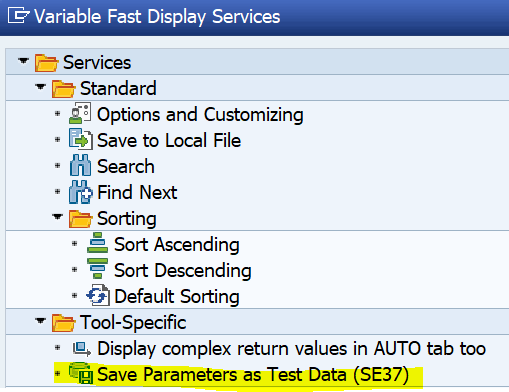 Variable Fast Display Services
Services
Standard
Options and Customizing
Save to Local File
Search
Find Next
Sorting
Sort Ascending
Sort Descending
Default Sorting
Tool-Specific
Display complex return values in AUTO tab too
Save Parameters as Test Data (SE37)